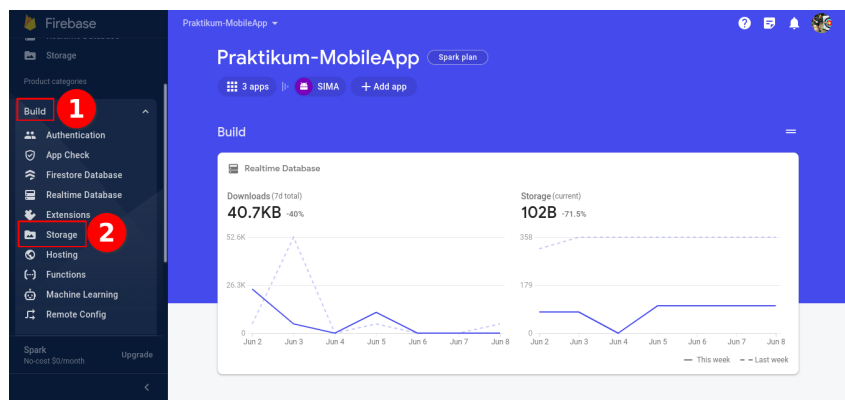 Firebase
Realtime Database
Storage
Product categories
Build
1
Authentication
App Check
Firestore Database
Realtime Database
Extensions
Storage
2
Hosting
Functions
Machine Learning
Remote Config
Spark
No-cost $0/month
Upgrade
Praktikum-MobileApp
Praktikum-MobileApp Spark plan
3 apps SIMA + Add app
Build
Realtime Database
Downloads (7d total)
40.7KB -40%
52.6K
26.3K
0
Jun 2 Jun 3 Jun 4 Jun 5 Jun 6 Jun 7 Jun 8
Storage (current)
102B -71.5%
358
179
0
Jun 2 Jun 3 Jun 4 Jun 5 Jun 6 Jun 7 Jun 8
This week Last week